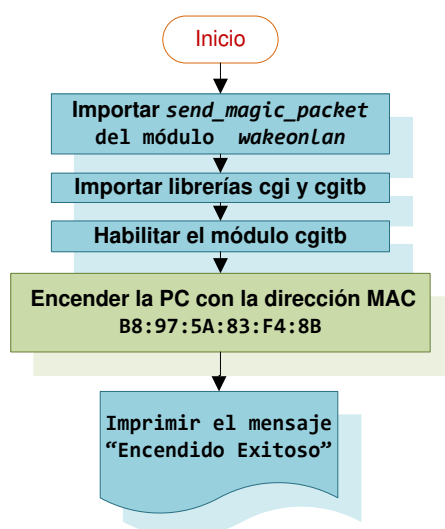 Inicio
Importar send_magic_packet
del módulo wakeonlan
Importar librerías cgi y cgitb
Habilitar el módulo cgitb
Encender la PC con la dirección MAC
B8:97:5A:83:F4:8B
Imprimir el mensaje
“Encendido Exitoso”